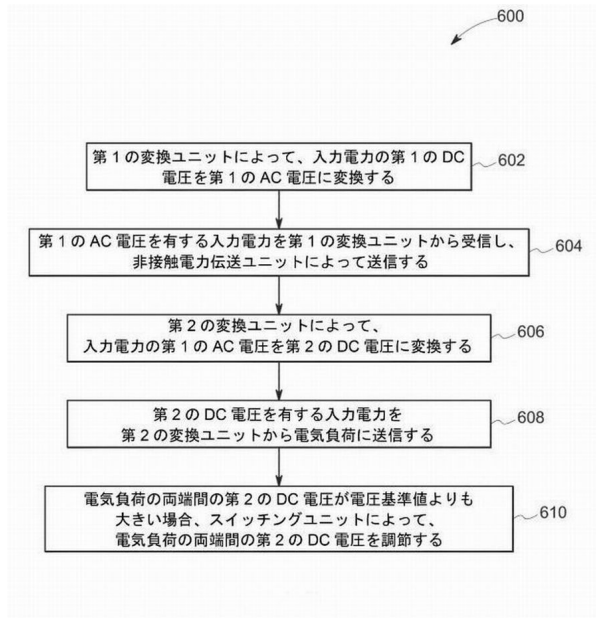 600
第1の変換ユニットによって、入力電力の第1のDC
電圧を第1のAC電圧に変換する
602
第1のAC電圧を有する入力電力を第1の変換ユニットから受信し、
非接触電力伝送ユニットによって送信する
604
第2の変換ユニットによって、
入力電力の第1のAC電圧を第2のDC電圧に変換する
606
第2のDC電圧を有する入力電力を
第2の変換ユニットから電気負荷に送信する
608
電気負荷の両端間の第2のDC電圧が電圧基準値よりも
大きい場合、スイッチングユニットによって、
電気負荷の両端間の第2のDC電圧を調節する
610